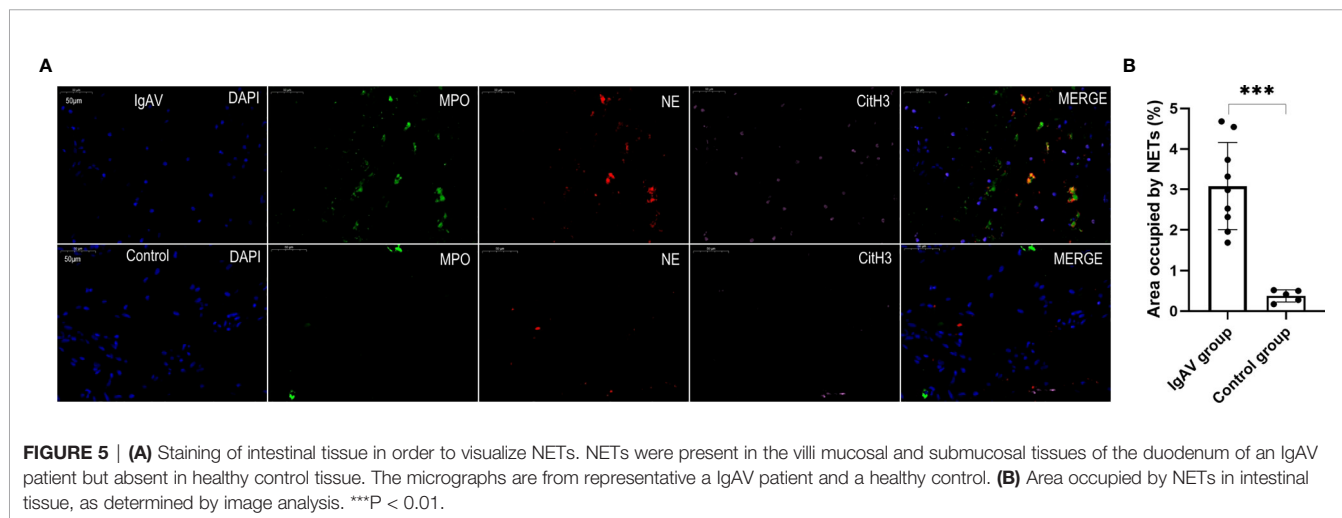 A
B
IgAV DAPI MPO NE CitH3 MERGE
50μm
Control DAPI MPO NE CitH3 MERGE
50μm
***
Area occupied by NETs (%)
5
4
3
2
1
0
IgAV group
Control group
FIGURE 5 | (A) Staining of intestinal tissue in order to visualize NETs. NETs were present in the villi mucosal and submucosal tissues of the duodenum of an IgAV
patient but absent in healthy control tissue. The micrographs are from representative a IgAV patient and a healthy control. (B) Area occupied by NETs in intestinal
tissue, as determined by image analysis. ***P < 0.01.